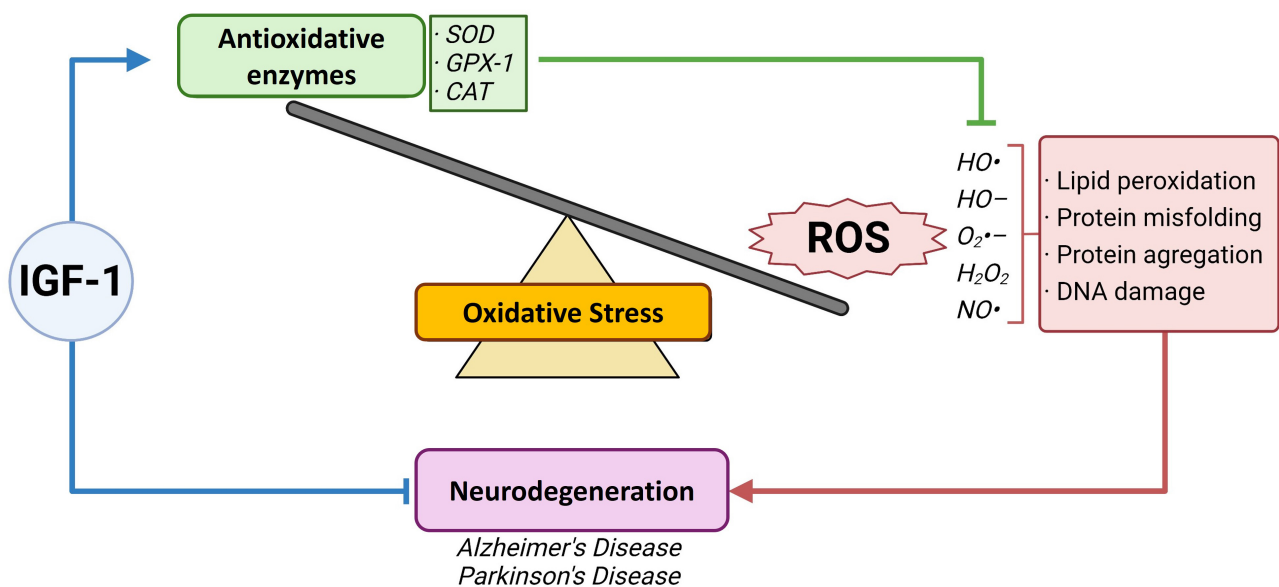 Antioxidative
enzymes
· SOD
· GPX-1
· CAT
IGF-1
ROS
HO•
HO−
O₂•−
H₂O₂
NO•
· Lipid peroxidation
· Protein misfolding
· Protein agregation
· DNA damage
Oxidative Stress
Neurodegeneration
Alzheimer's Disease
Parkinson's Disease